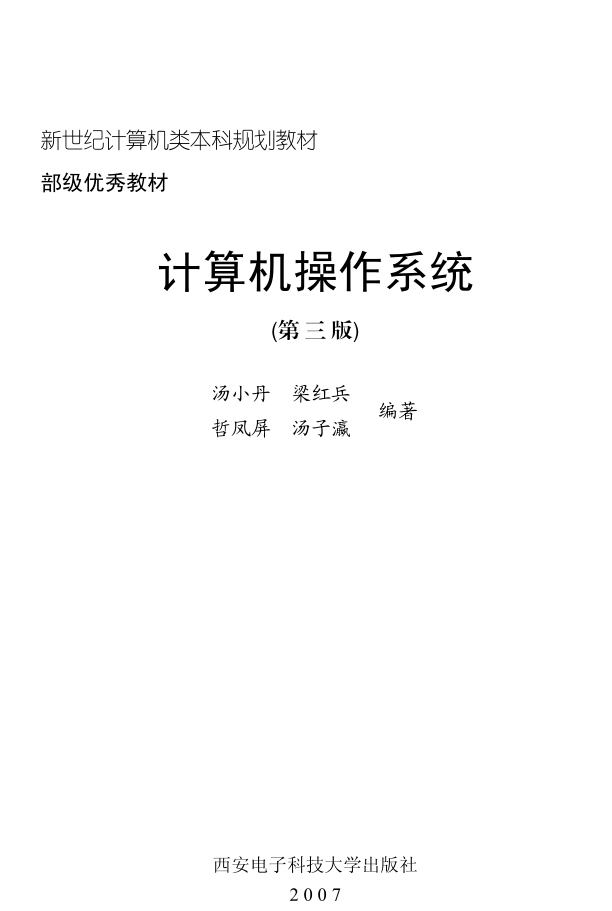 新世纪计算机类本科规划教材
部级优秀教材
计算机操作系统
(第三版)
汤小丹 梁红兵
哲凤屏 汤子瀛
编著
西安电子科技大学出版社
2007